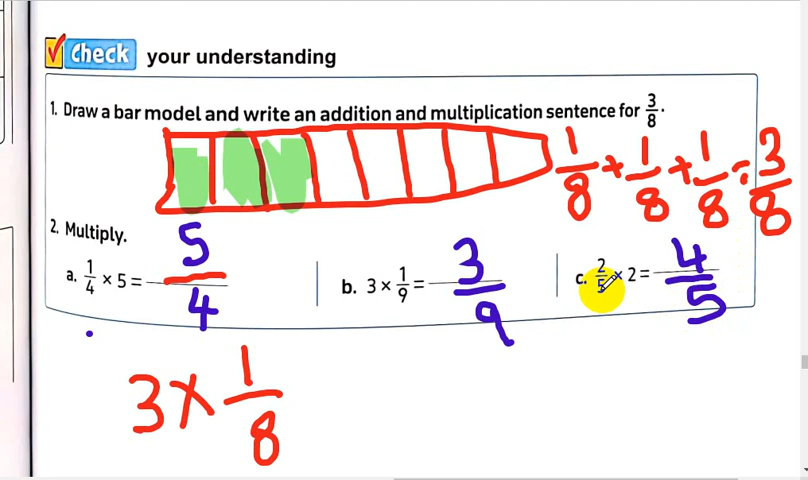 ✓ Check your understanding
1. Draw a bar model and write an addition and multiplication sentence for 3/8.
1/8 + 1/8 + 1/8 = 3/8
2. Multiply.
a. 1/4 × 5 = 5/4
b. 3 × 1/9 = 3/9
c. 2/5 × 2 = 4/5
3 × 1/8